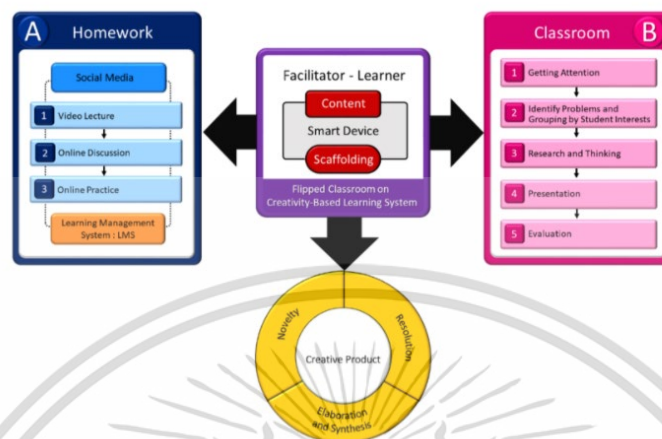 A
Homework
Social Media
1 Video Lecture
2 Online Discussion
3 Online Practice
Learning Management
System : LMS
Facilitator - Learner
Content
Smart Device
Scaffolding
Flipped Classroom on
Creativity-Based Learning System
Classroom
B
1 Getting Attention
2 Identify Problems and
Grouping by Student Interests
3 Research and Thinking
4 Presentation
5 Evaluation
Novelty
Resolution
Creative Product
Elaboration
and Synthesis